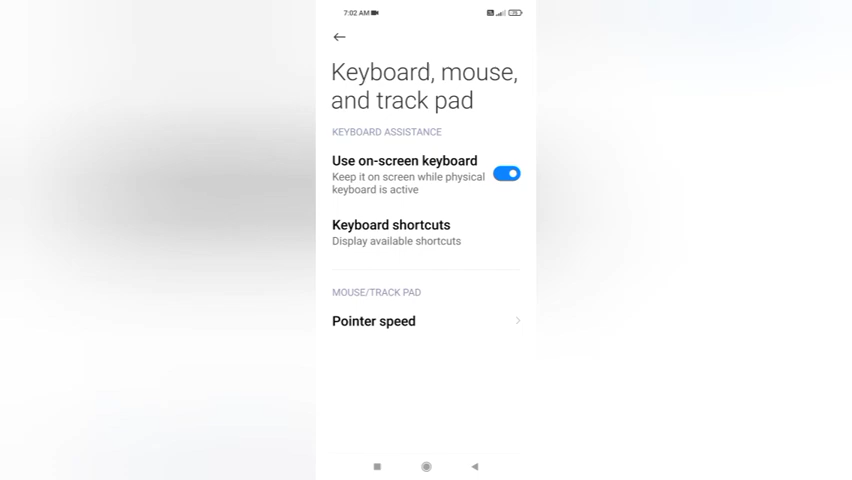 7:02 AM
Keyboard, mouse,
and track pad
KEYBOARD ASSISTANCE
Use on-screen keyboard
Keep it on screen while physical
keyboard is active
Keyboard shortcuts
Display available shortcuts
MOUSE/TRACK PAD
Pointer speed